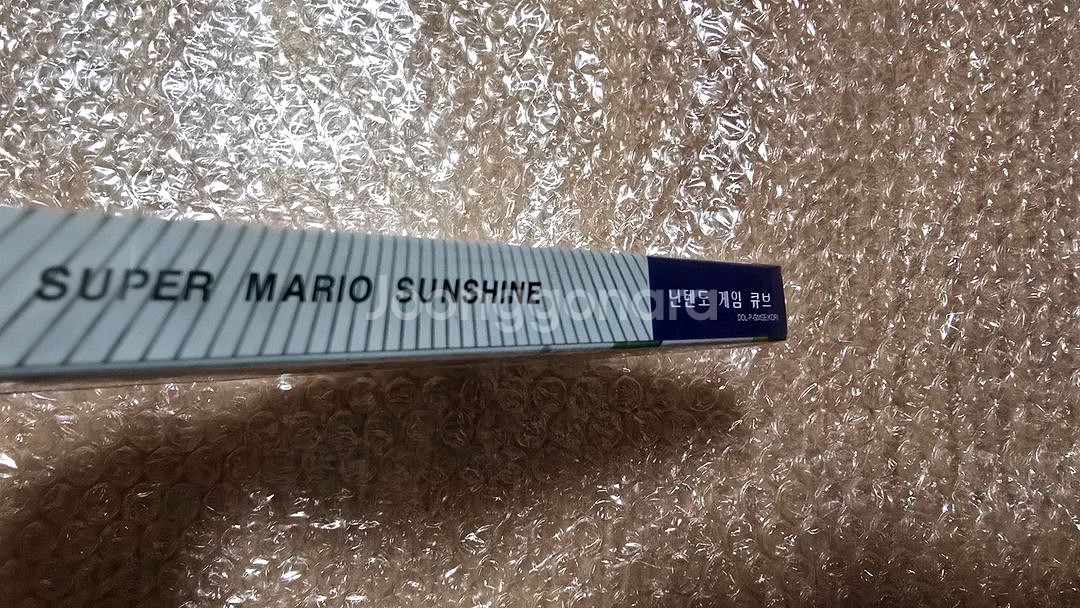 SUPER MARIO SUNSHINE
닌텐도 게임 큐브
DOL-P-GMSE(KOR)
Joonggonara